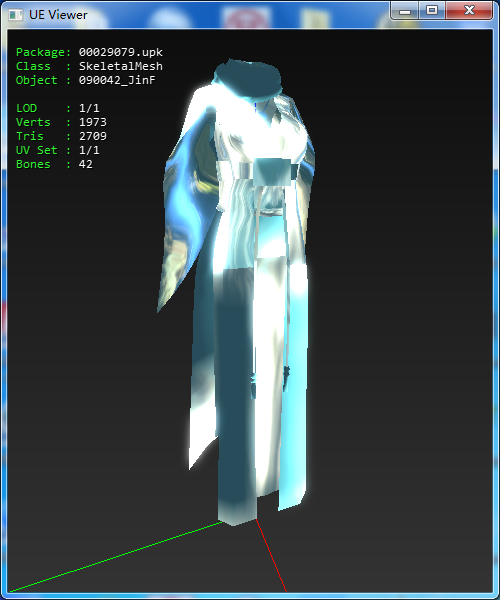 UE Viewer
Package: 00029079.upk
Class  : SkeletalMesh
Object : 090042_JinF
LOD    : 1/1
Verts  : 1973
Tris   : 2709
UV Set : 1/1
Bones  : 42